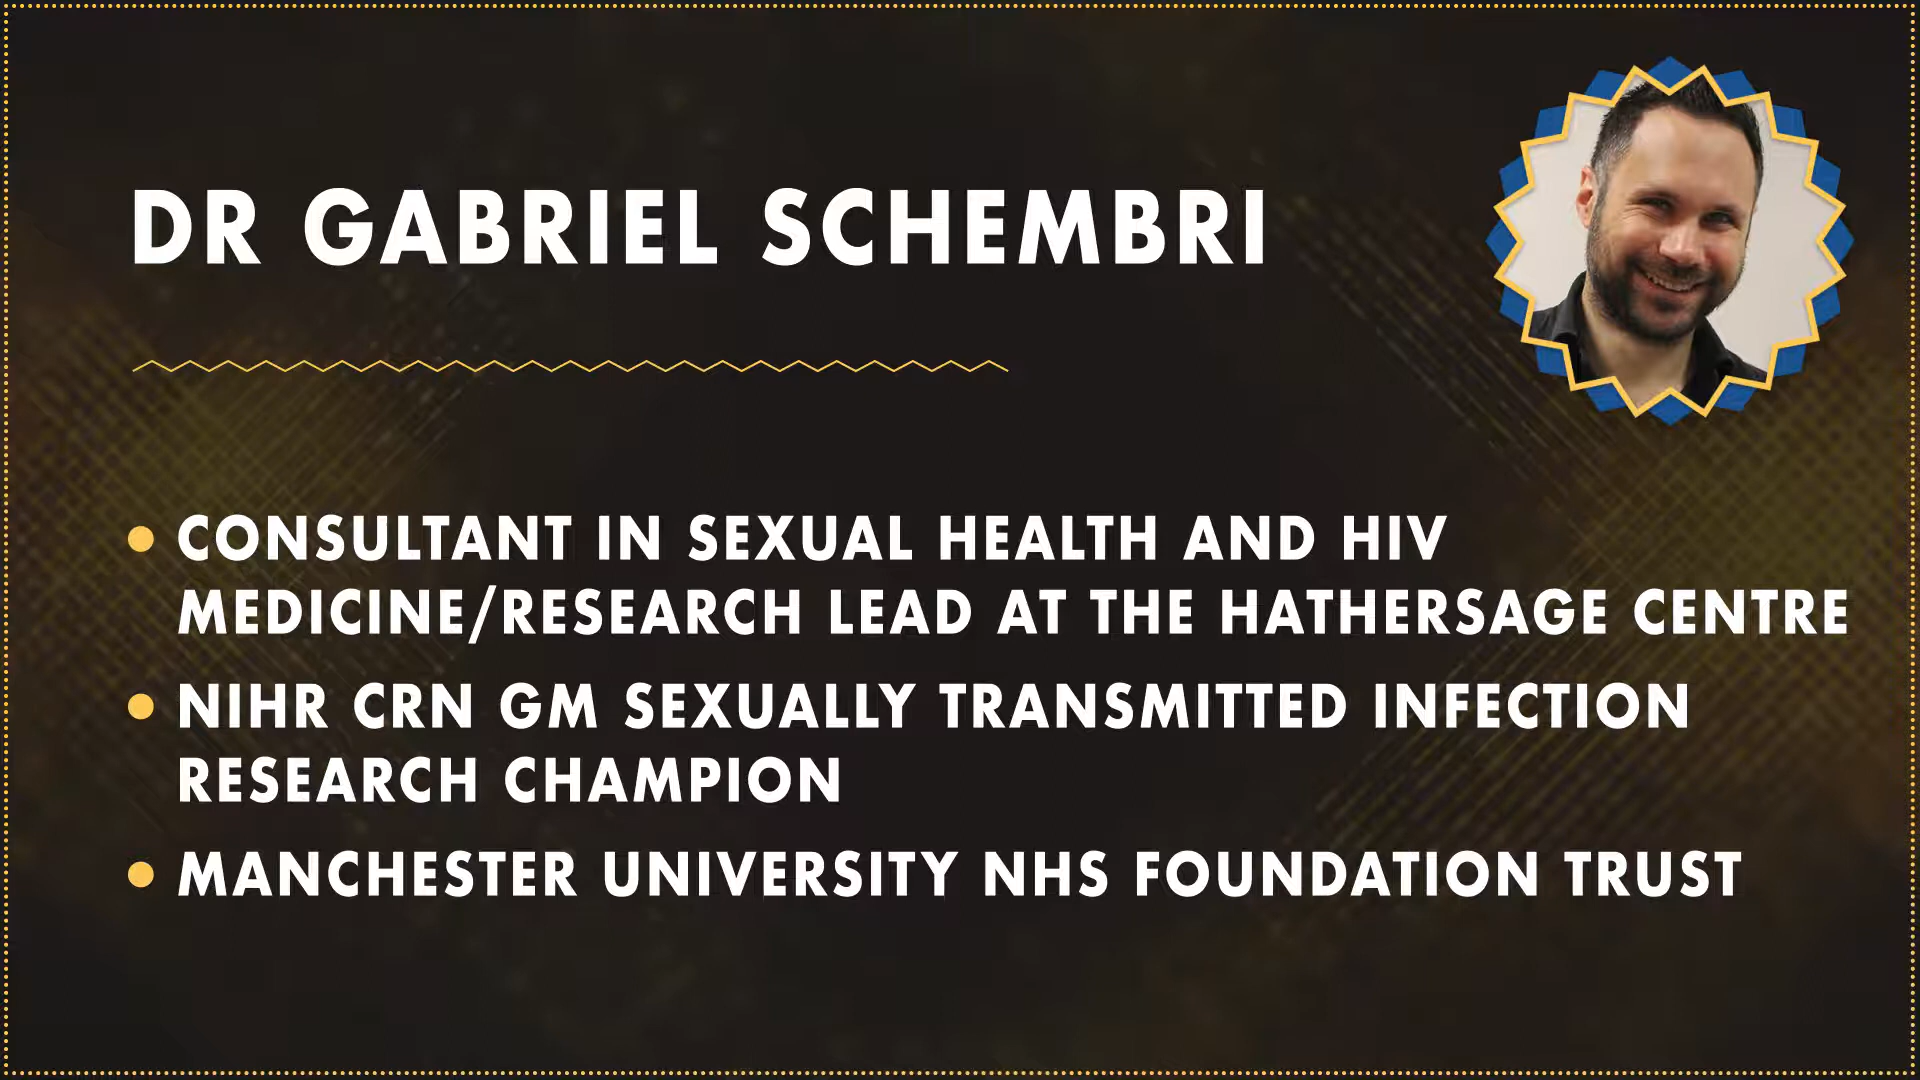 DR GABRIEL SCHEMBRI
CONSULTANT IN SEXUAL HEALTH AND HIV
MEDICINE/RESEARCH LEAD AT THE HATHERSAGE CENTRE
NIHR CRN GM SEXUALLY TRANSMITTED INFECTION
RESEARCH CHAMPION
MANCHESTER UNIVERSITY NHS FOUNDATION TRUST